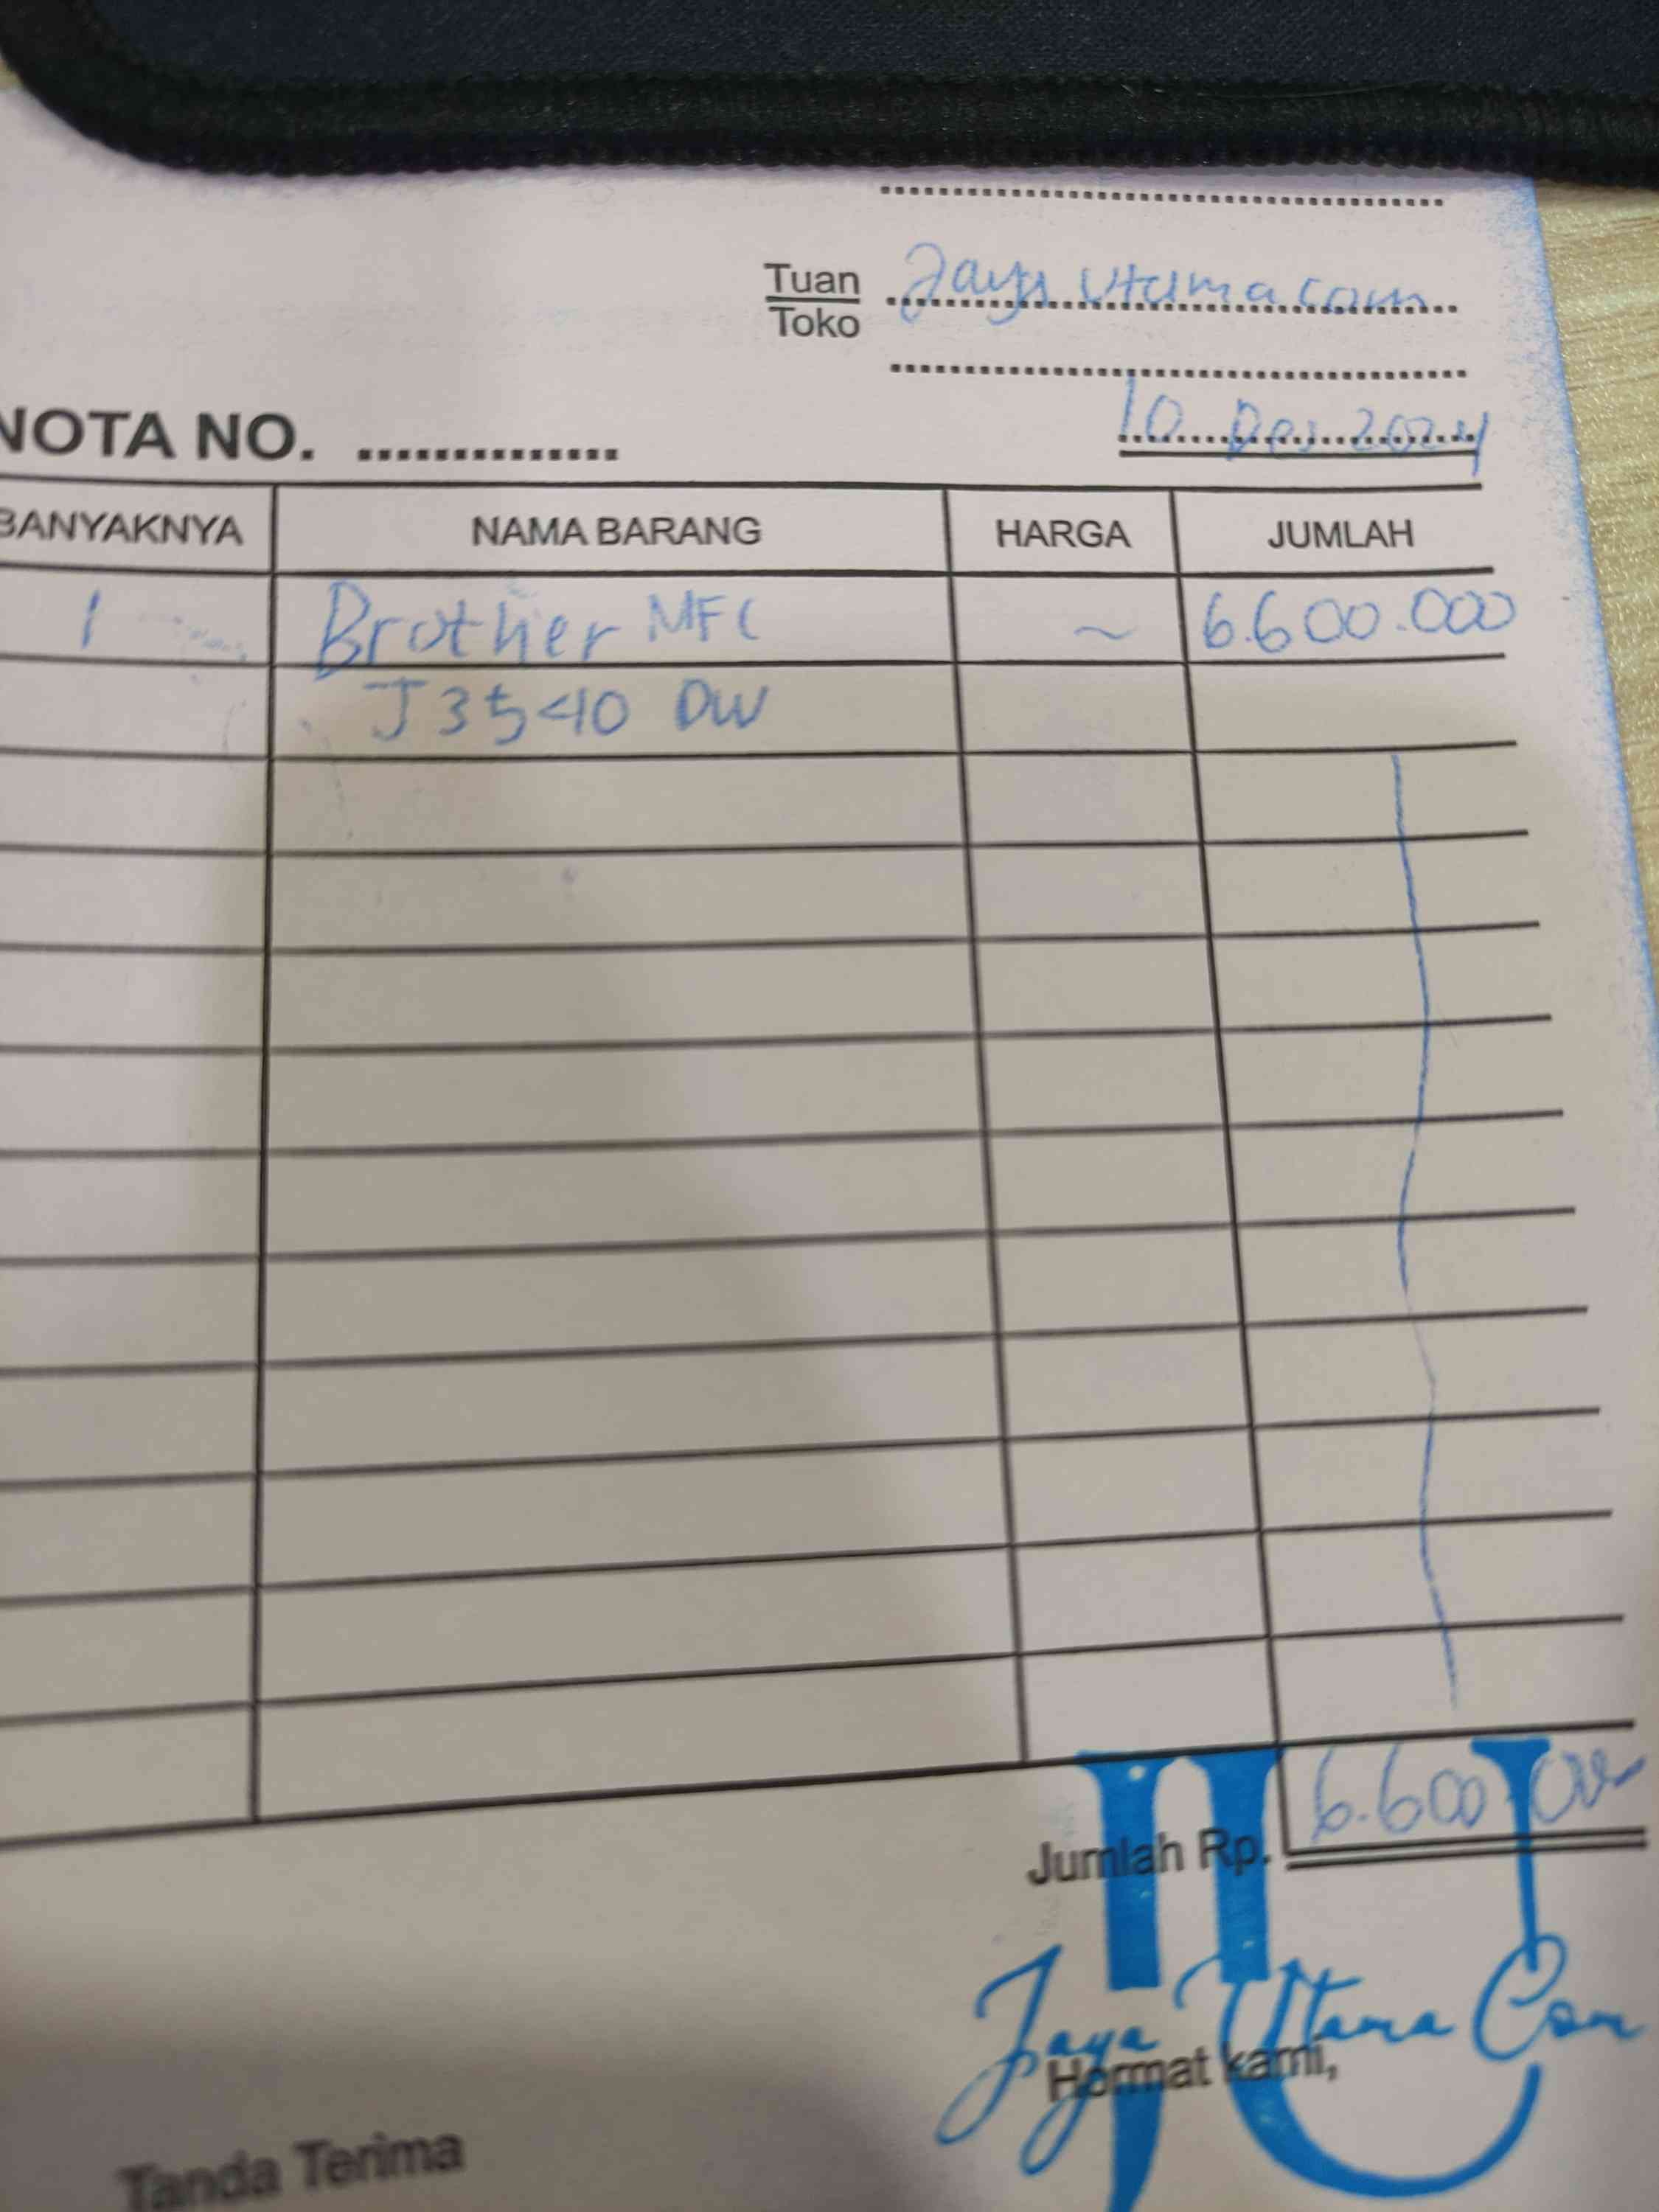 Tuan Jaya Utama com
Toko
10 Des 2024
NOTA NO. ..............
BANYAKNYA NAMA BARANG HARGA JUMLAH
1 Brother MFC ~ 6.600.000
J3540 DW
Jumlah Rp. 6.600.000
Jaya Utama Com
Hormat kami,
Tanda Terima